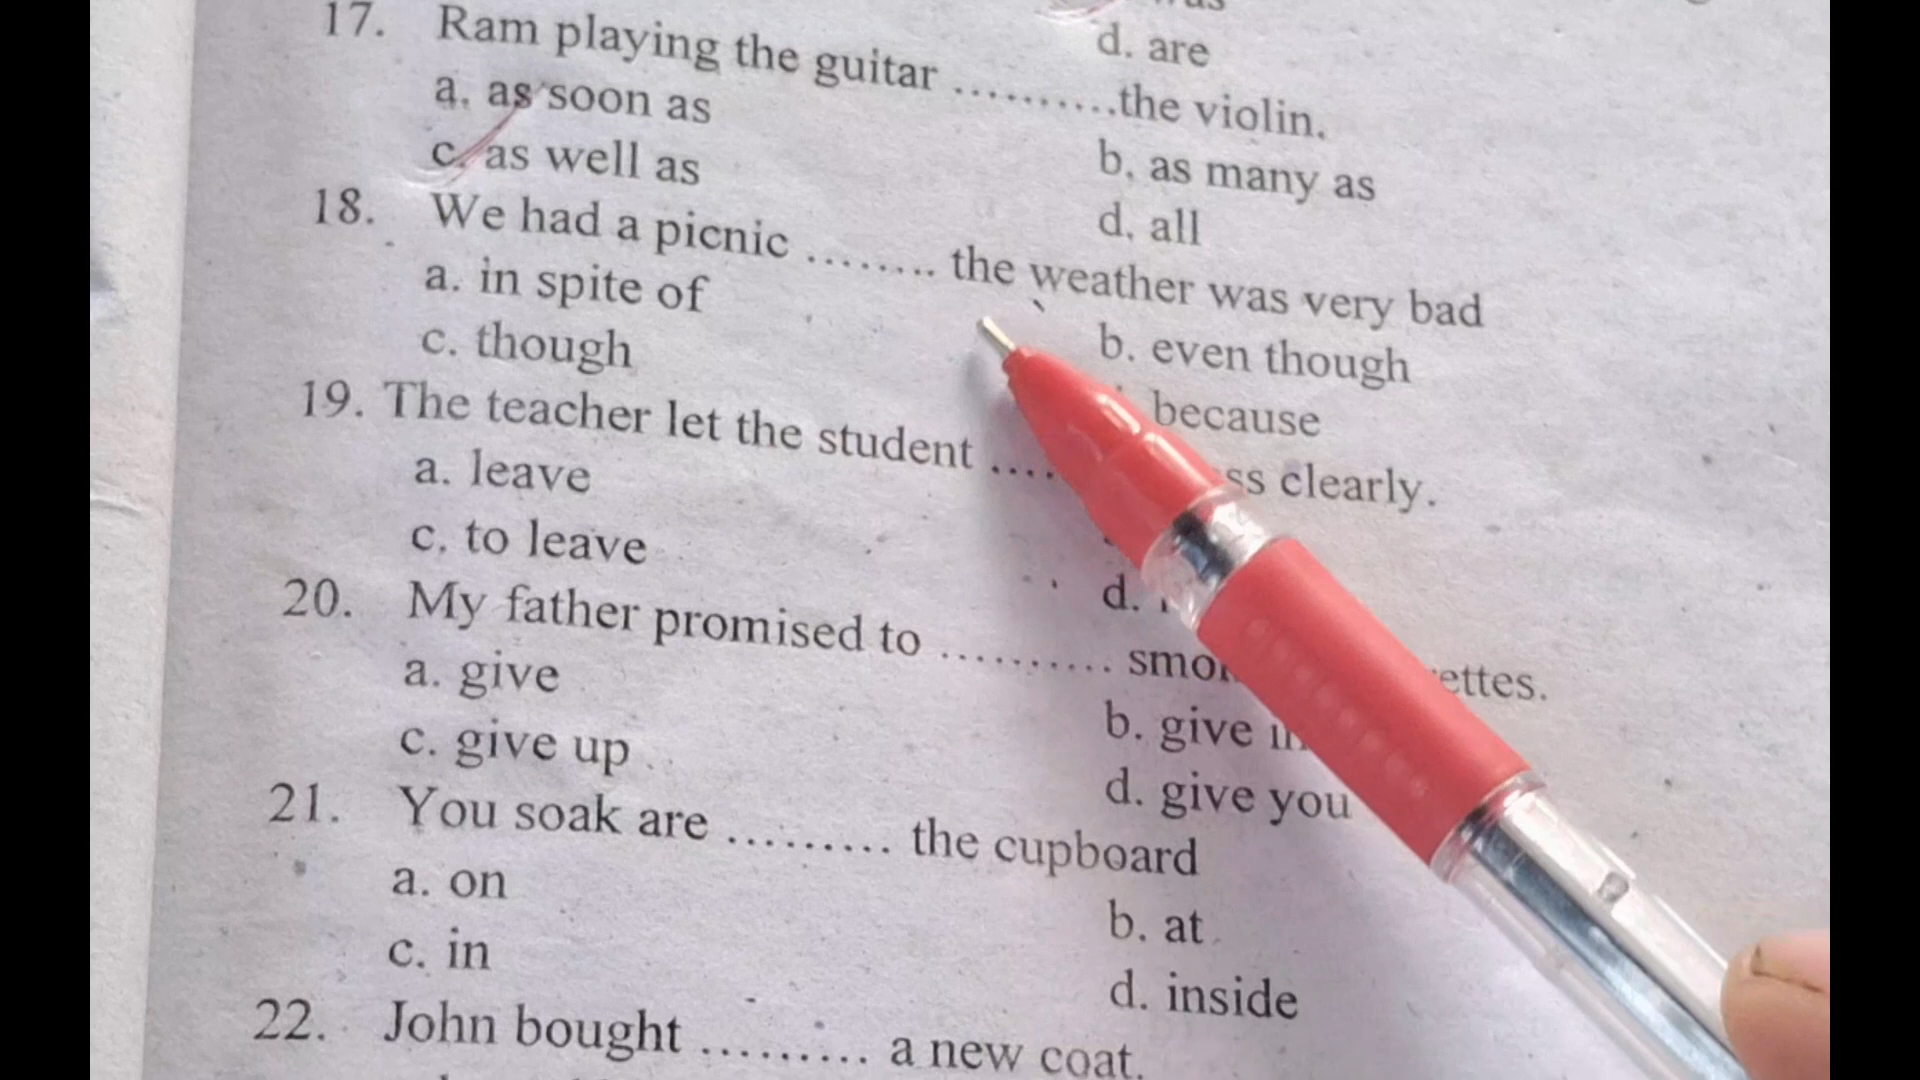 17. Ram playing the guitar ..........the violin.
d. are
a. as soon as
b. as many as
c. as well as
d. all
18. We had a picnic ........ the weather was very bad
a. in spite of
b. even though
c. though
because
19. The teacher let the student .... clearly.
a. leave
c. to leave
d.
20. My father promised to ..........
a. give
b. give
c. give up
d. give you
21. You soak are ......... the cupboard
a. on
b. at
c. in
d. inside
22. John bought ......... a new coat.